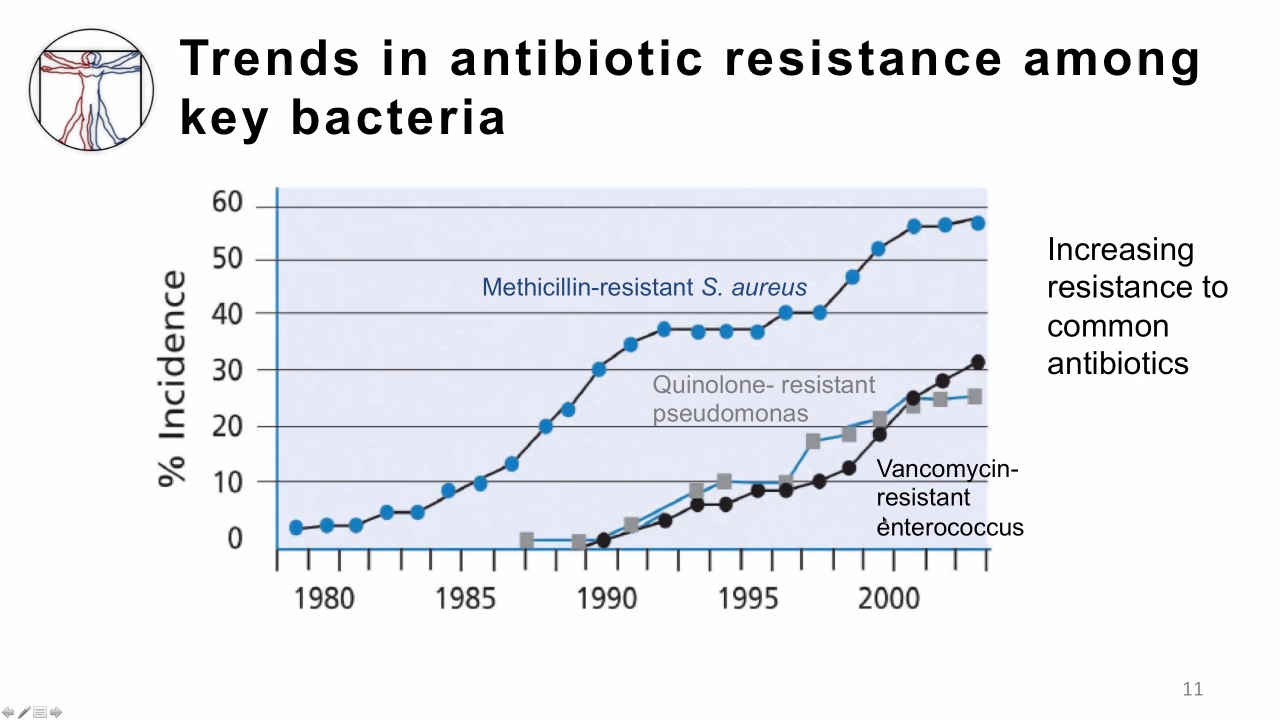 Trends in antibiotic resistance among
key bacteria
60
50
40
30
20
10
0
% Incidence
Methicillin-resistant S. aureus
Quinolone- resistant
pseudomonas
Vancomycin-
resistant
enterococcus
1980
1985
1990
1995
2000
Increasing
resistance to
common
antibiotics
11